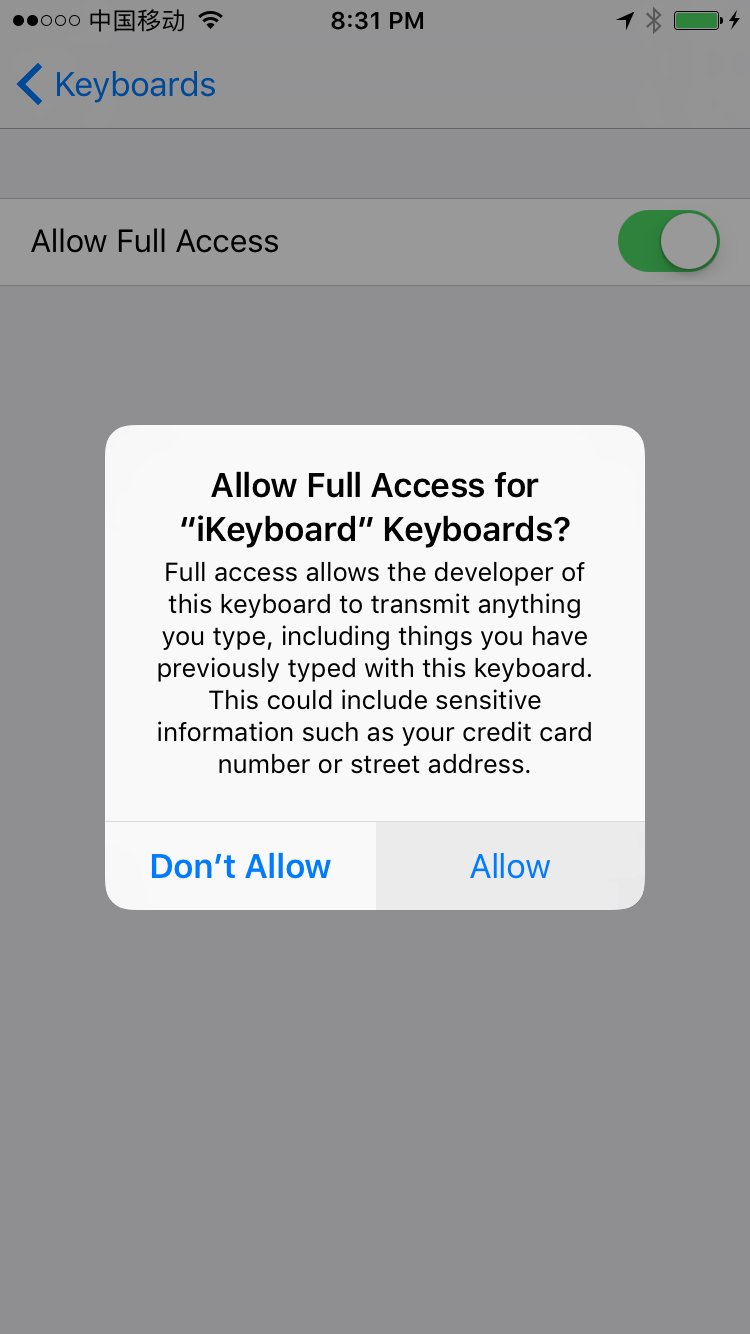 中国移动 8:31 PM
Keyboards
Allow Full Access
Allow Full Access for
“iKeyboard” Keyboards?
Full access allows the developer of
this keyboard to transmit anything
you type, including things you have
previously typed with this keyboard.
This could include sensitive
information such as your credit card
number or street address.
Don’t Allow Allow